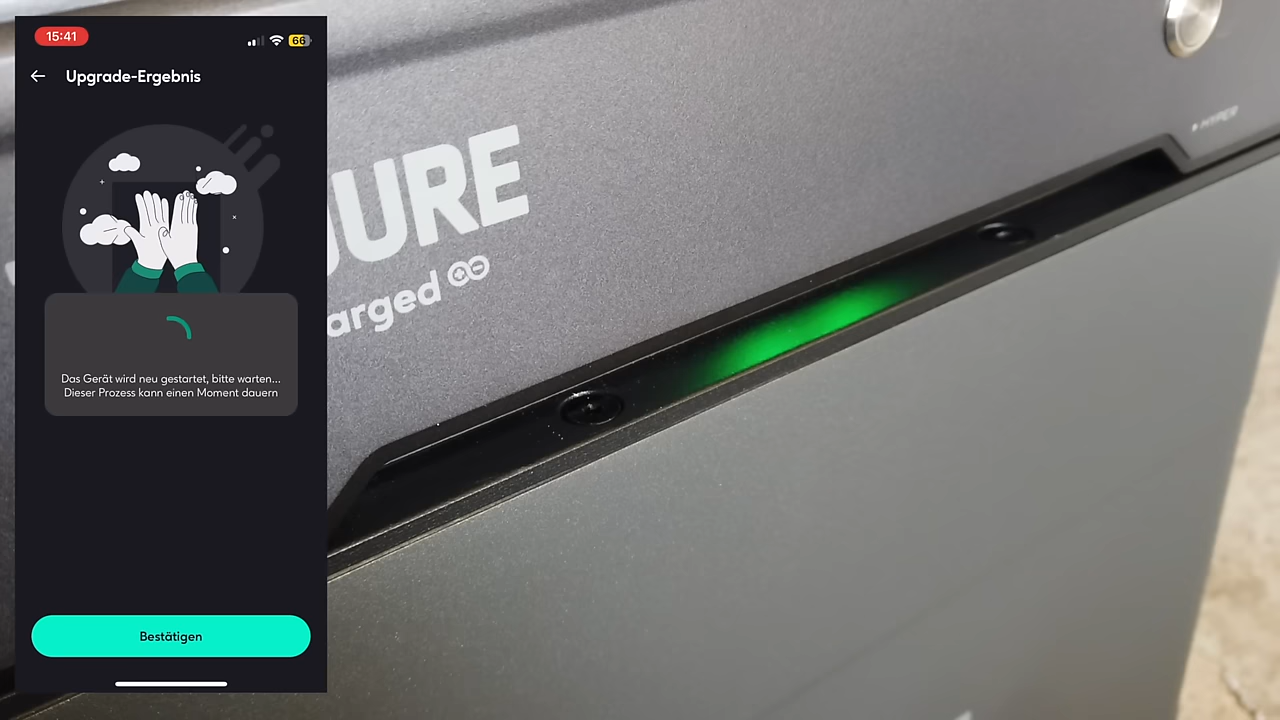 15:41
66
Upgrade-Ergebnis
Das Gerät wird neu gestartet, bitte warten...
Dieser Prozess kann einen Moment dauern
Bestätigen
URE
arged
HYPER